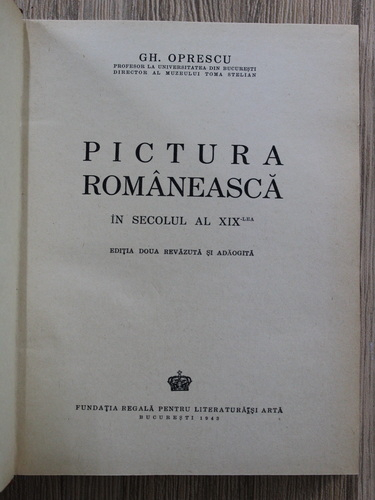 GH. OPRESCU
PROFESOR LA UNIVERSITATEA DIN BUCUREȘTI
DIRECTOR AL MUZEULUI TOMA STELIAN
PICTURA
ROMÂNEASCĂ
ÎN SECOLUL AL XIX-LEA
EDIȚIA DOUA REVĂZUTĂ ȘI ADĂOGITĂ
FUNDAȚIA REGALĂ PENTRU LITERATURĂ ȘI ARTĂ
BUCUREȘTI 1943